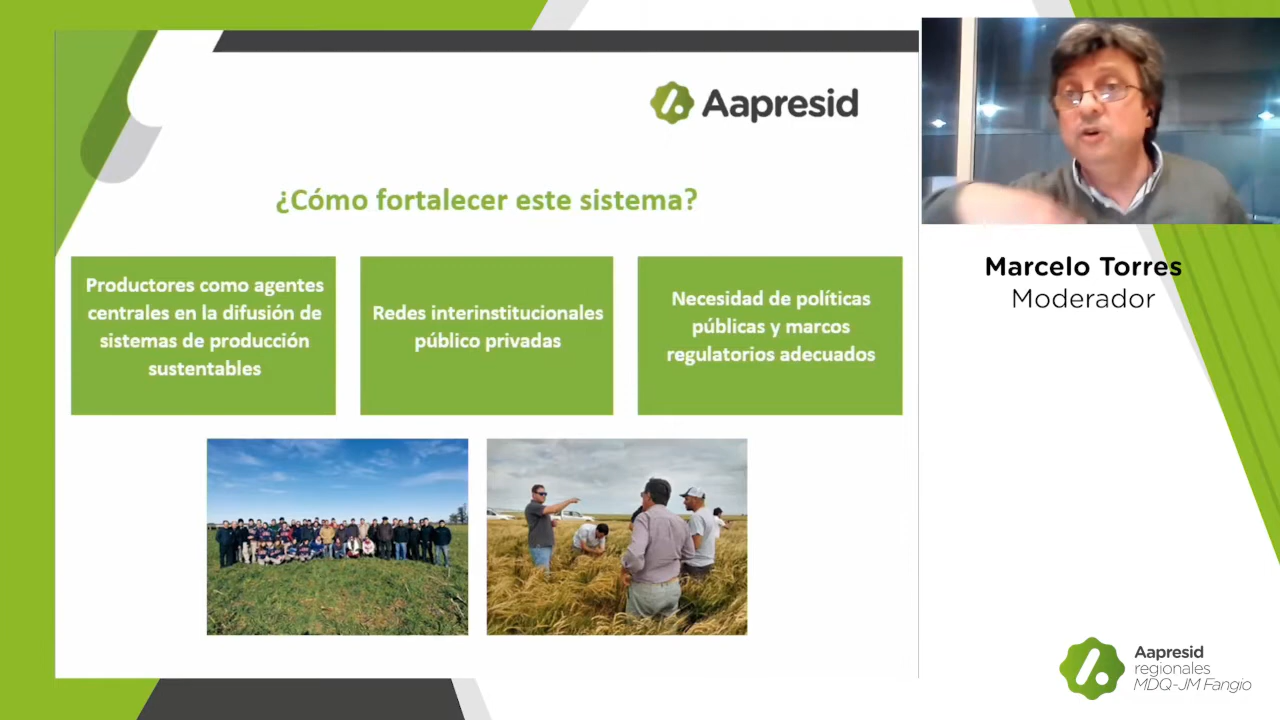 Aapresid
¿Cómo fortalecer este sistema?
Productores como agentes
centrales en la difusión de
sistemas de producción
sustentables
Redes interinstitucionales
público privadas
Necesidad de políticas
públicas y marcos
regulatorios adecuados
Marcelo Torres
Moderador
Aapresid
regionales
MDQ-JM Fangio